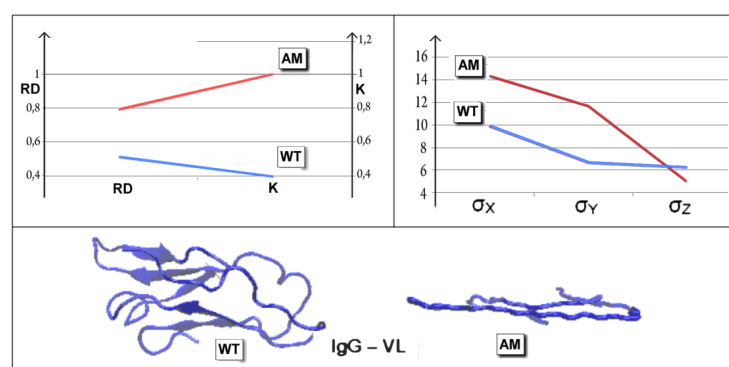 1,2
AM
1
1
RD
K
0,8
0,8
0,6
0,6
WT
0,4
0,4
RD
K
16
AM
14
12
WT
10
8
6
4
σX
σY
σZ
WT
IgG – VL
AM